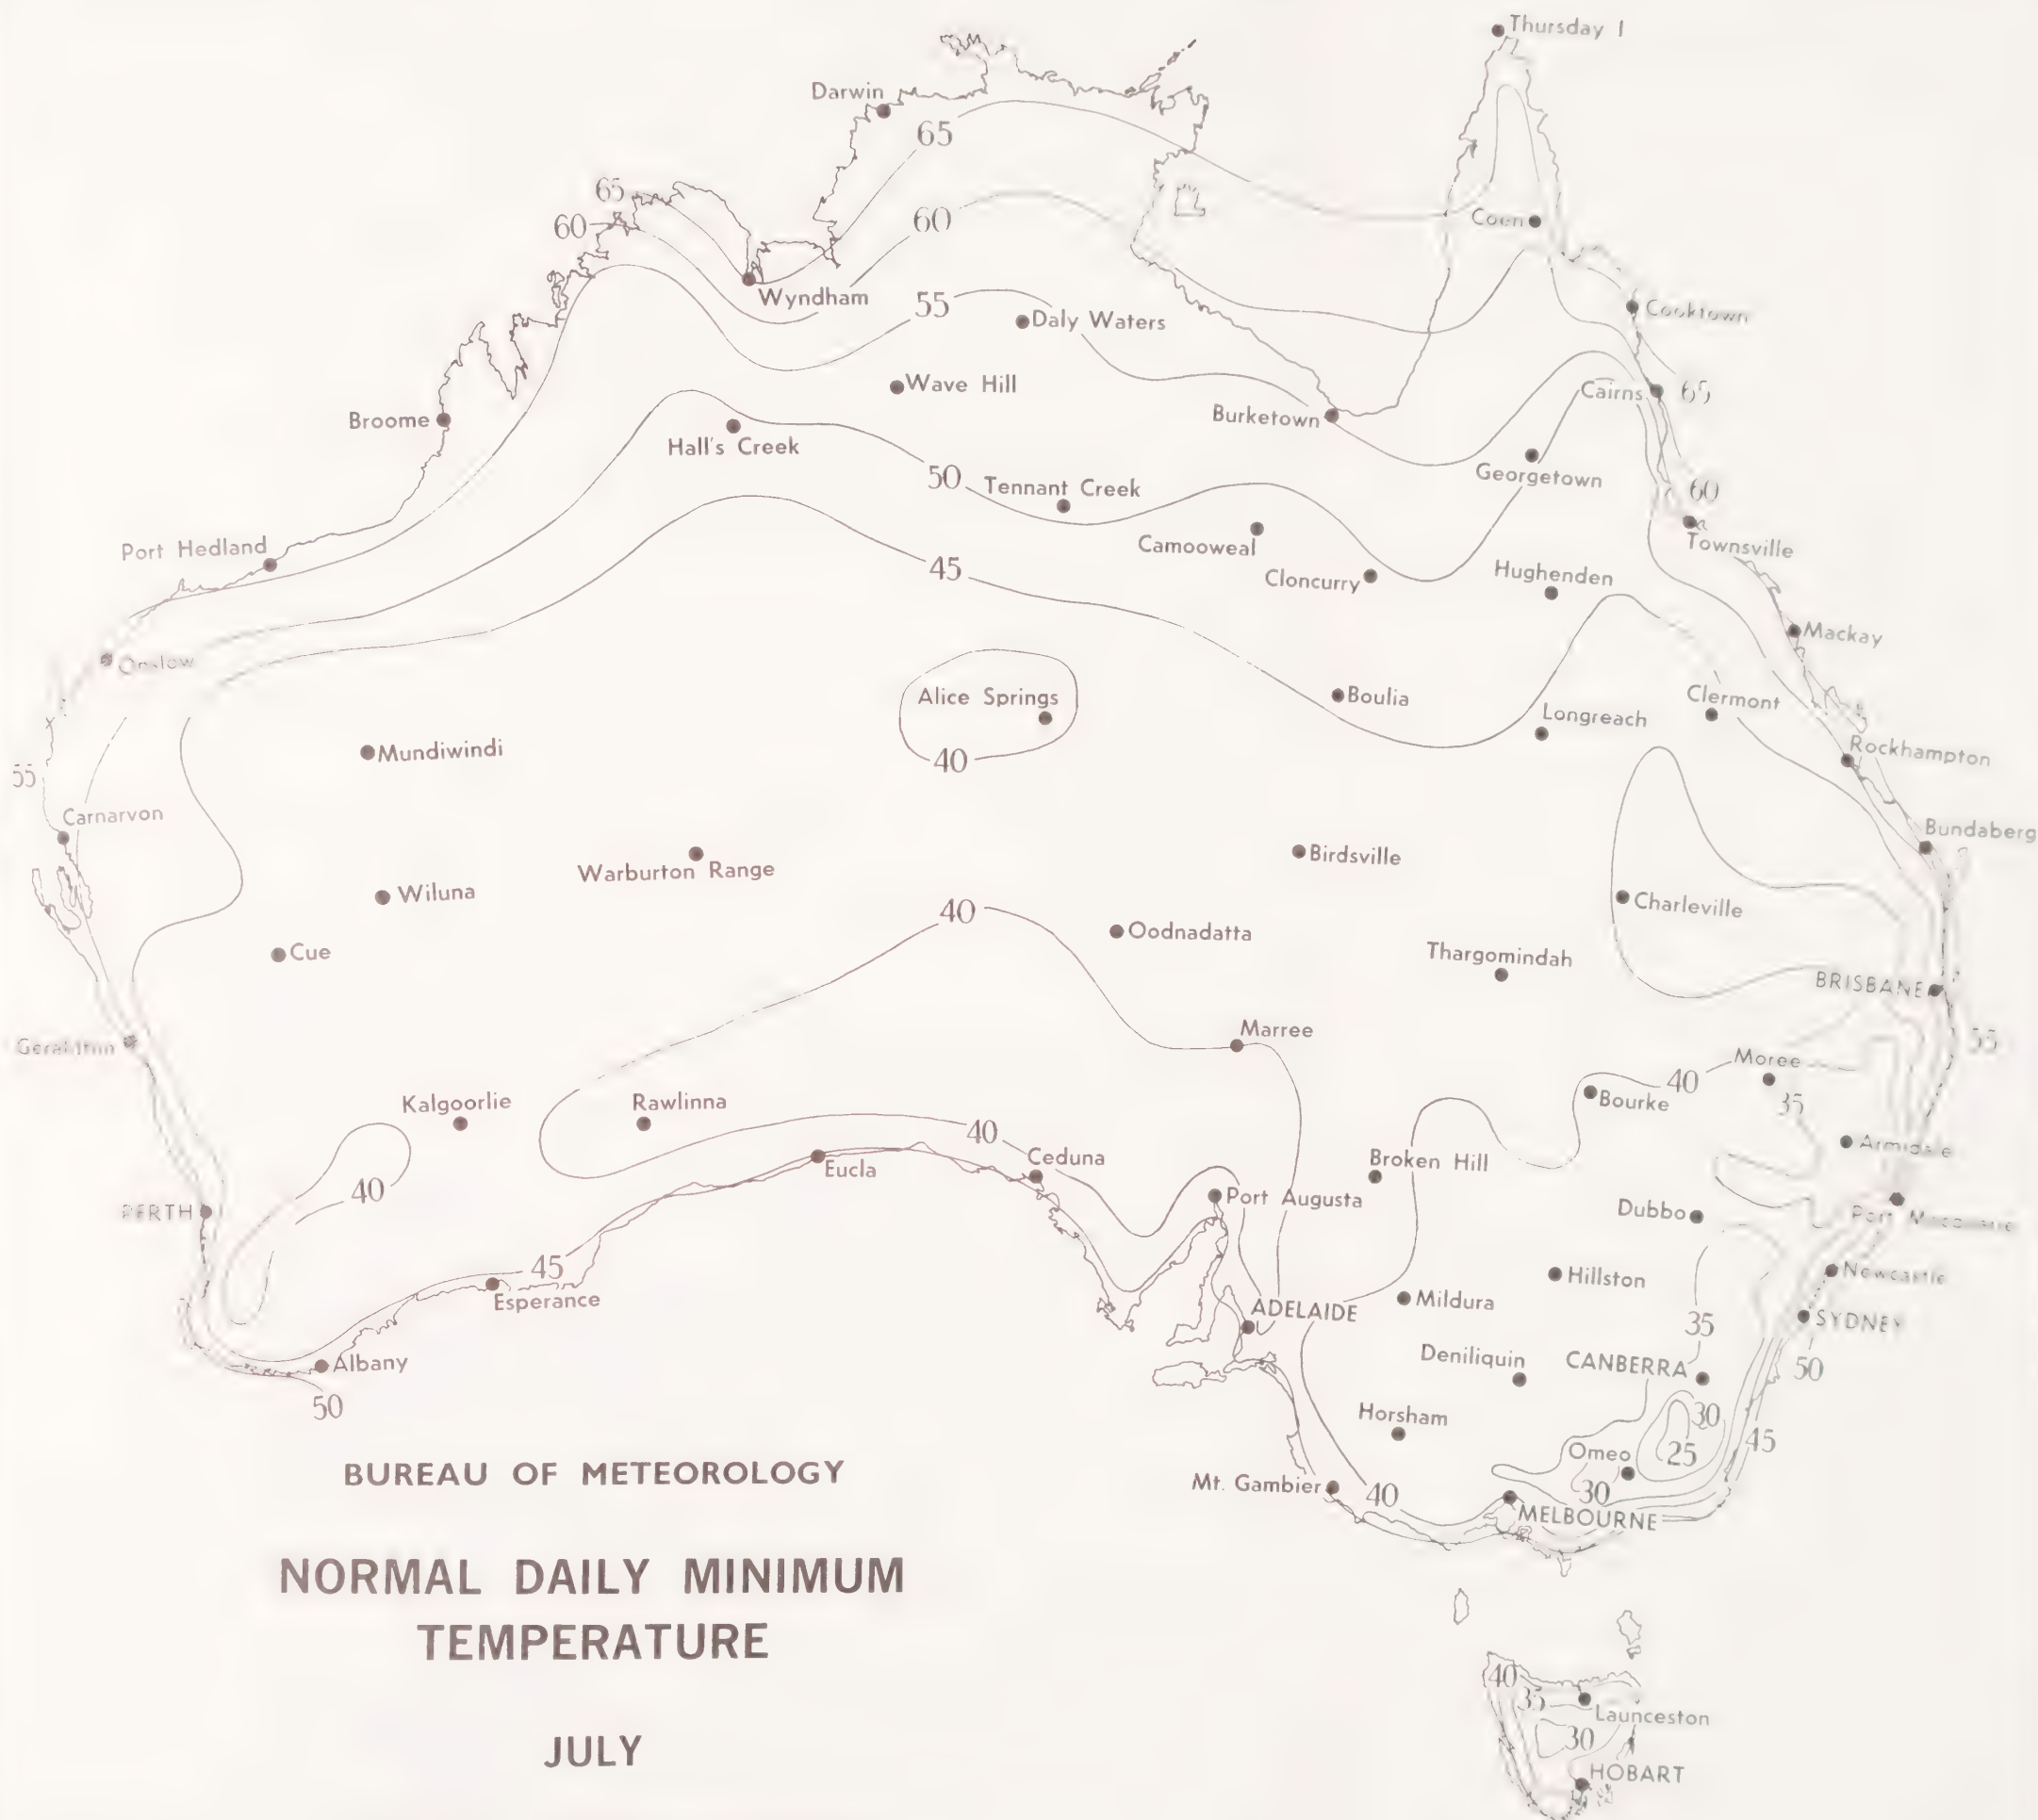 Thursday I
Darwin
65
65
60
60
Coen
Wyndham
55
Daly Waters
Cooktown
Wave Hill
Cairns
65
Broome
Burketown
Hall's Creek
50
Tennant Creek
Georgetown
60
Port Hedland
Camooweal
Townsville
45
Cloncurry
Hughenden
Mackay
Onslow
Alice Springs
Boulia
Clermont
Longreach
Mundiwindi
40
Rockhampton
55
Carnarvon
Bundaberg
Birdsville
Warburton Range
Wiluna
Charleville
40
Oodnadatta
Cue
Thargomindah
BRISBANE
Marree
Geraldton
55
Moree
40
Kalgoorlie
Rawlinna
Bourke
35
40
Armidale
Ceduna
Broken Hill
Eucla
40
Port Augusta
PERTH
Dubbo
Port Macquarie
45
Hillston
Newcastle
Esperance
Mildura
ADELAIDE
35
SYDNEY
Albany
Deniliquin
CANBERRA
50
50
Horsham
30
45
Omeo
25
BUREAU OF METEOROLOGY
Mt. Gambier
40
30
MELBOURNE
NORMAL DAILY MINIMUM
TEMPERATURE
40
35
Launceston
30
JULY
HOBART